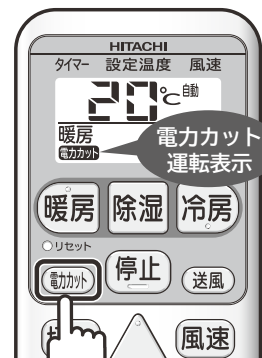 HITACHI
タイマー 設定温度 風速
20℃ 自動
暖房
電力カット
電力カット
運転表示
暖房 除湿 冷房
リセット
電力カット 停止 送風
風速